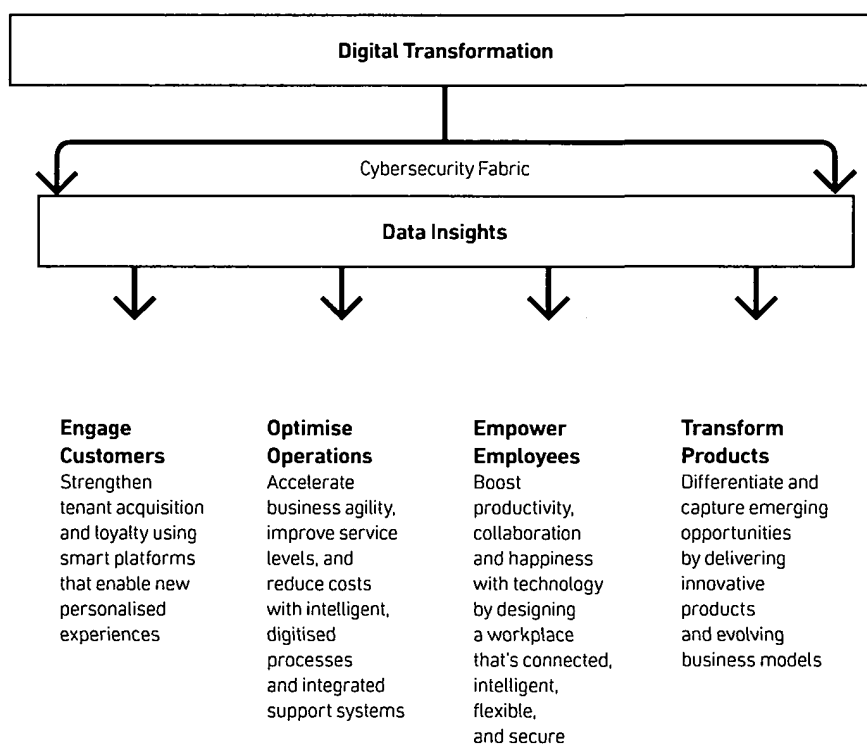 Digital Transformation
Cybersecurity Fabric
Data Insights
Engage
Customers
Strengthen
tenant acquisition
and loyalty using
smart platforms
that enable new
personalised
experiences
Optimise
Operations
Accelerate
business agility,
improve service
levels, and
reduce costs
with intelligent,
digitised
processes
and integrated
support systems
Empower
Employees
Boost
productivity,
collaboration
and happiness
with technology
by designing
a workplace
that's connected,
intelligent,
flexible,
and secure
Transform
Products
Differentiate and
capture emerging
opportunities
by delivering
innovative
products
and evolving
business models